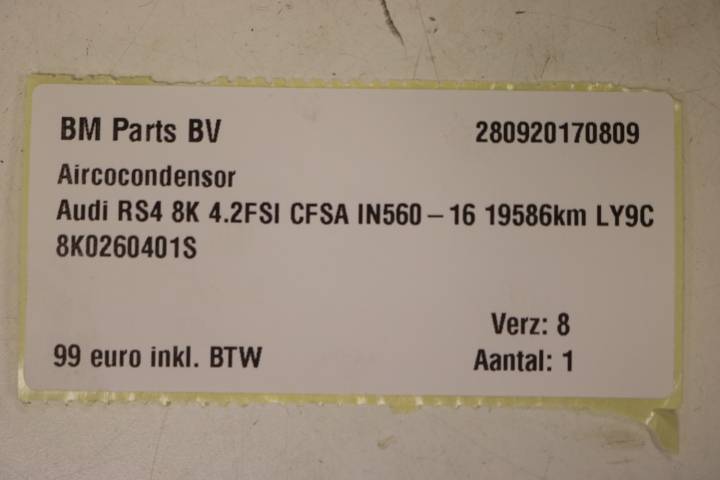 BM Parts BV 280920170809
Aircocondensor
Audi RS4 8K 4.2FSI CFSA IN560 – 16 19586km LY9C
8K0260401S
Verz: 8
99 euro inkl. BTW Aantal: 1